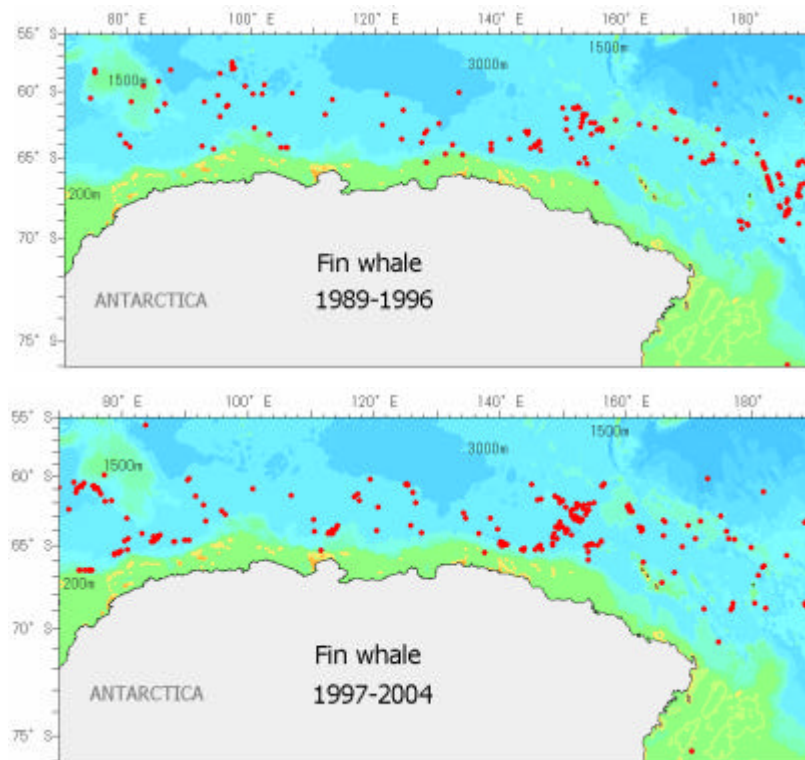 80° E 100° E 120° E 140° E 160° E 180°
55° S
1500m
3000m
60° S
1500m
65° S
200m
70° S
Fin whale
ANTARCTICA 1989-1996
75° S
80° E 100° E 120° E 140° E 160° E 180°
55° S
1500m
3000m
1500m
60° S
65° S
200m
70° S
Fin whale
ANTARCTICA 1997-2004
75° S